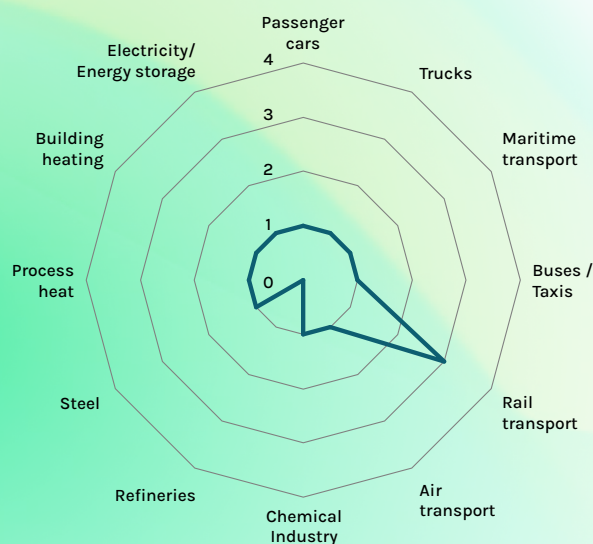 Passenger
cars
Electricity/
Energy storage
4
Trucks
3
Building
heating
Maritime
transport
2
1
Process
heat
0
Buses /
Taxis
Steel
Rail
transport
Refineries
Air
transport
Chemical
Industry